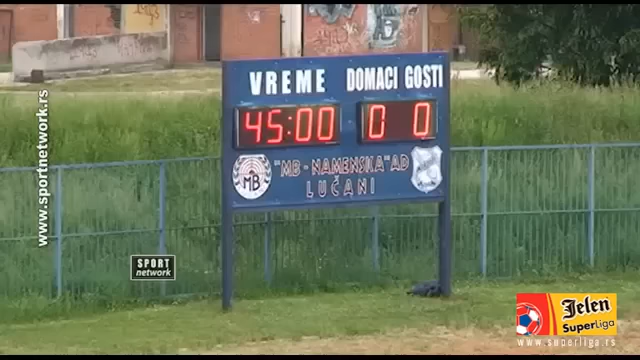 VREME DOMACI GOSTI
45:00 0 0
MB "MB - NAMENSKA" AD
LUČANI
www.sportnetwork.rs
SPORT
network
Jelen
SuperLiga
www.superliga.rs